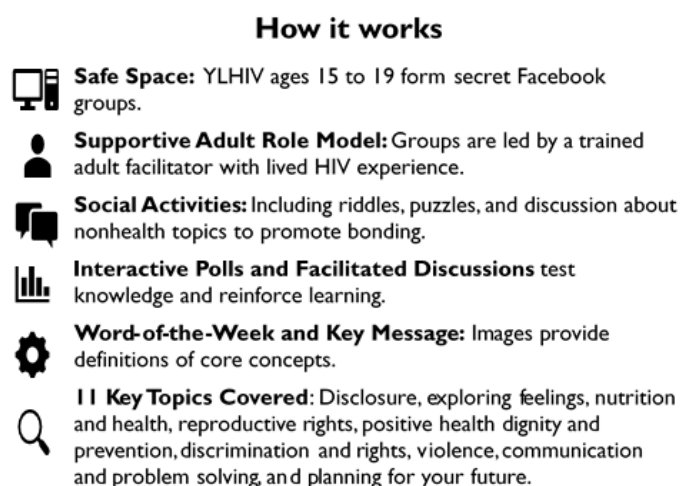 How it works
Safe Space: YLHIV ages 15 to 19 form secret Facebook
groups.
Supportive Adult Role Model: Groups are led by a trained
adult facilitator with lived HIV experience.
Social Activities: Including riddles, puzzles, and discussion about
nonhealth topics to promote bonding.
Interactive Polls and Facilitated Discussions test
knowledge and reinforce learning.
Word-of-the-Week and Key Message: Images provide
definitions of core concepts.
11 Key Topics Covered: Disclosure, exploring feelings, nutrition
and health, reproductive rights, positive health dignity and
prevention, discrimination and rights, violence, communication
and problem solving, and planning for your future.